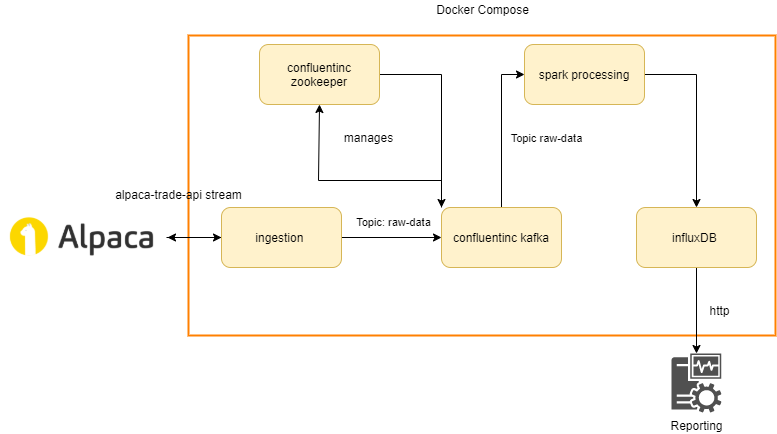 Docker Compose
confluentinc
zookeeper
spark processing
manages
Topic raw-data
alpaca-trade-api stream
Alpaca
ingestion
Topic: raw-data
confluentinc kafka
influxDB
http
Reporting